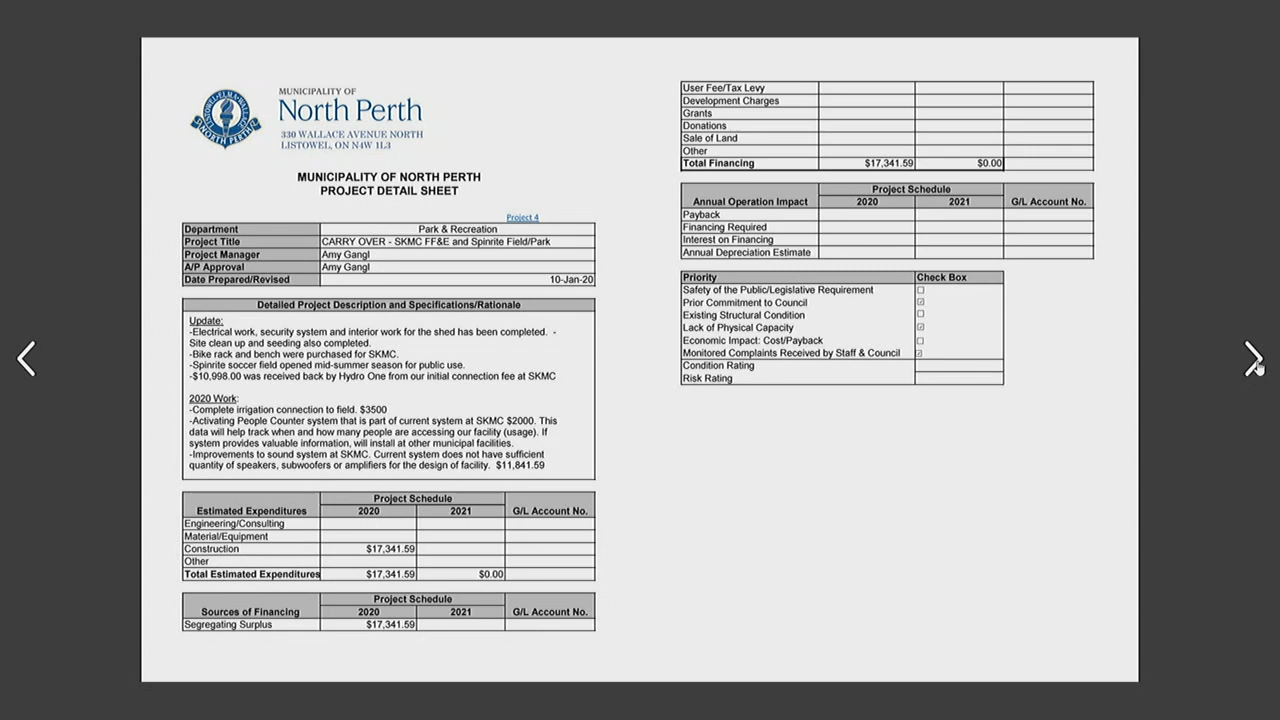 MUNICIPALITY OF
North Perth
330 WALLACE AVENUE NORTH
LISTOWEL, ON N4W 1L3
MUNICIPALITY OF NORTH PERTH
PROJECT DETAIL SHEET
Project 4
Department Park & Recreation
Project Title CARRY OVER - SKMC FF&E and Spinrite Field/Park
Project Manager Amy Gangl
A/P Approval Amy Gangl
Date Prepared/Revised 10-Jan-20
Detailed Project Description and Specifications/Rationale
Update:
-Electrical work, security system and interior work for the shed has been completed. -
Site clean up and seeding also completed.
-Bike rack and bench were purchased for SKMC.
-Spinrite soccer field opened mid-summer season for public use.
-$10,998.00 was received back by Hydro One from our initial connection fee at SKMC
2020 Work:
-Complete irrigation connection to field. $3500
-Activating People Counter system that is part of current system at SKMC $2000. This
data will help track when and how many people are accessing our facility (usage). If
system provides valuable information, will install at other municipal facilities.
-Improvements to sound system at SKMC. Current system does not have sufficient
quantity of speakers, subwoofers or amplifiers for the design of facility. $11,841.59
Project Schedule
Estimated Expenditures 2020 2021 G/L Account No.
Engineering/Consulting
Material/Equipment
Construction $17,341.59
Other
Total Estimated Expenditures $17,341.59 $0.00
Project Schedule
Sources of Financing 2020 2021 G/L Account No.
Segregating Surplus $17,341.59
User Fee/Tax Levy
Development Charges
Grants
Donations
Sale of Land
Other
Total Financing $17,341.59 $0.00
Project Schedule
Annual Operation Impact 2020 2021 G/L Account No.
Payback
Financing Required
Interest on Financing
Annual Depreciation Estimate
Priority Check Box
Safety of the Public/Legislative Requirement ☐
Prior Commitment to Council ☑
Existing Structural Condition ☐
Lack of Physical Capacity ☑
Economic Impact: Cost/Payback ☐
Monitored Complaints Received by Staff & Council ☑
Condition Rating
Risk Rating